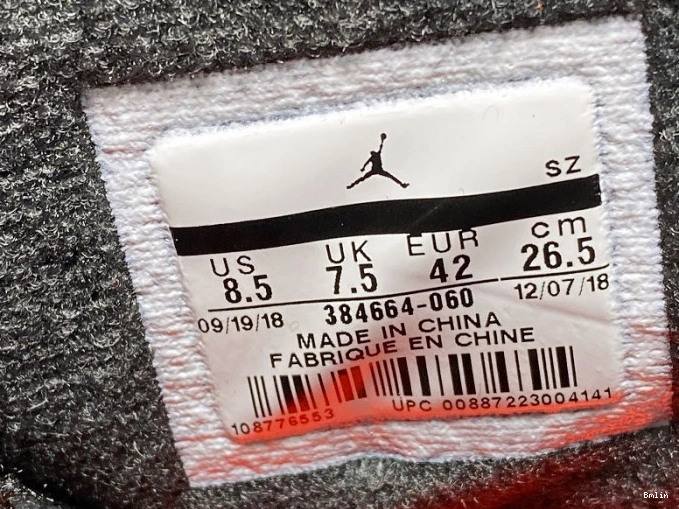 SZ
US UK EUR cm
8.5 7.5 42 26.5
09/19/18 384664-060 12/07/18
MADE IN CHINA
FABRIQUE EN CHINE
108776553 UPC 00887223004141
Bmlin